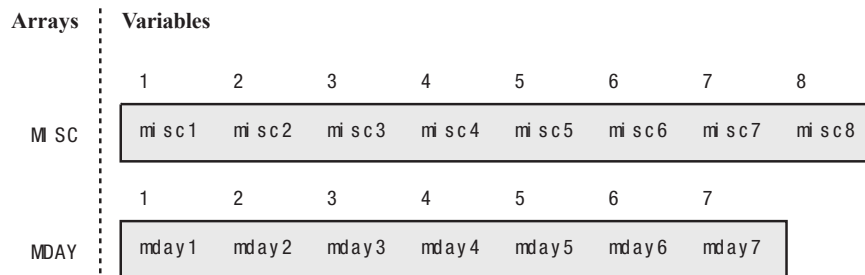 Arrays Variables
1 2 3 4 5 6 7 8
MISC misc1 misc2 misc3 misc4 misc5 misc6 misc7 misc8
1 2 3 4 5 6 7
MDAY mday1 mday2 mday3 mday4 mday5 mday6 mday7